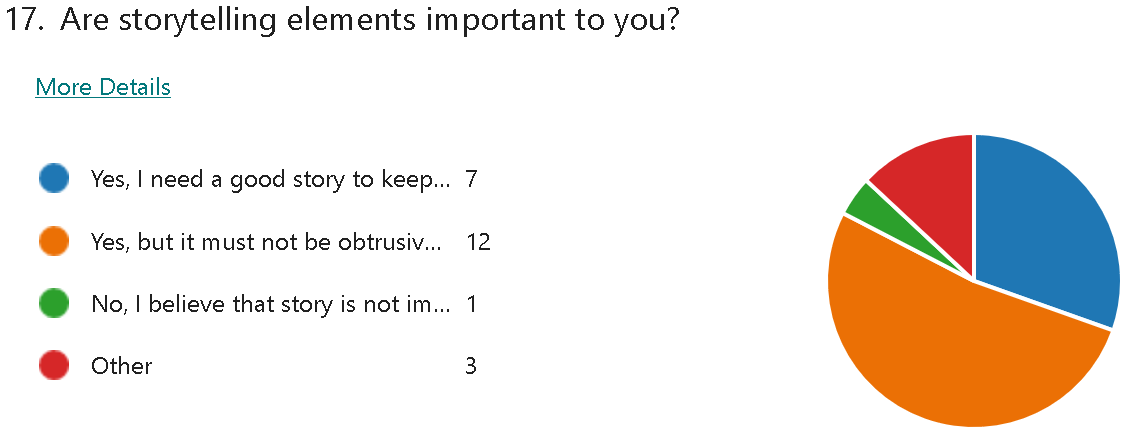 17. Are storytelling elements important to you?
More Details
Yes, I need a good story to keep... 7
Yes, but it must not be obtrusiv... 12
No, I believe that story is not im... 1
Other 3